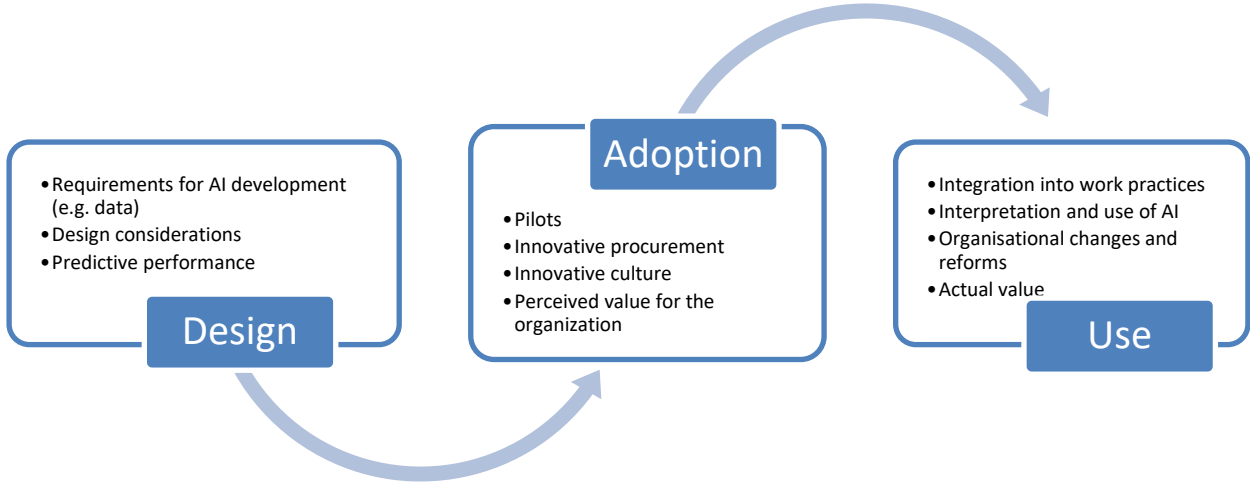 •Requirements for AI development
(e.g. data)
•Design considerations
•Predictive performance
Design
Adoption
•Pilots
•Innovative procurement
•Innovative culture
•Perceived value for the
organization
•Integration into work practices
•Interpretation and use of AI
•Organisational changes and
reforms
•Actual value
Use